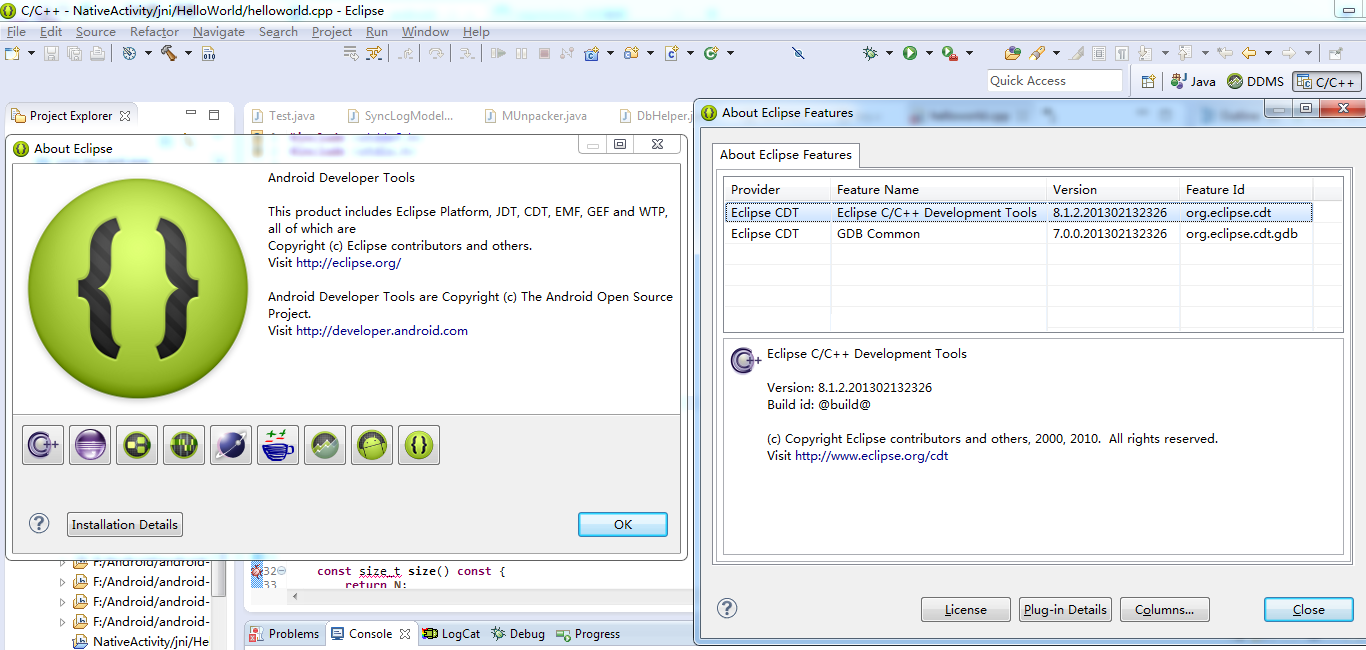 C/C++ - NativeActivity/jni/HelloWorld/helloworld.cpp - Eclipse
File Edit Source Refactor Navigate Search Project Run Window Help
Quick Access
Java
DDMS
C/C++
Project Explorer
Test.java
SyncLogModel...
MUnpacker.java
DbHelper.j
About Eclipse
Android Developer Tools
This product includes Eclipse Platform, JDT, CDT, EMF, GEF and WTP,
all of which are
Copyright (c) Eclipse contributors and others.
Visit http://eclipse.org/
Android Developer Tools are Copyright (c) The Android Open Source
Project.
Visit http://developer.android.com
Installation Details
OK
F:/Android/android-
F:/Android/android-
F:/Android/android-
F:/Android/android-
NativeActivity/jni/He
32 const size_t size() const {
33 return N;
Problems
Console
LogCat
Debug
Progress
About Eclipse Features
About Eclipse Features
Provider Feature Name Version Feature Id
Eclipse CDT Eclipse C/C++ Development Tools 8.1.2.201302132326 org.eclipse.cdt
Eclipse CDT GDB Common 7.0.0.201302132326 org.eclipse.cdt.gdb
Eclipse C/C++ Development Tools
Version: 8.1.2.201302132326
Build id: @build@
(c) Copyright Eclipse contributors and others, 2000, 2010. All rights reserved.
Visit http://www.eclipse.org/cdt
License
Plug-in Details
Columns...
Close